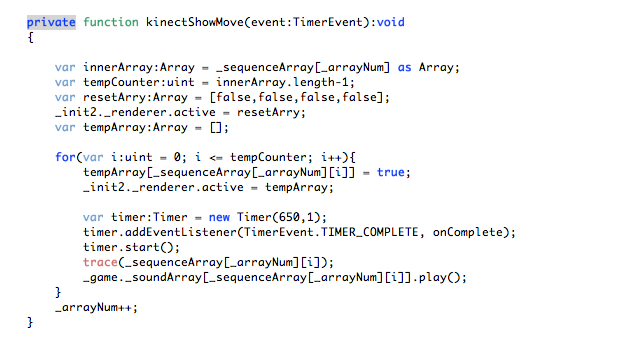 private function kinectShowMove(event:TimerEvent):void
{
var innerArray:Array = _sequenceArray[_arrayNum] as Array;
var tempCounter:uint = innerArray.length-1;
var resetArry:Array = [false,false,false,false];
_init2._renderer.active = resetArry;
var tempArray:Array = [];
for(var i:uint = 0; i <= tempCounter; i++){
tempArray[_sequenceArray[_arrayNum][i]] = true;
_init2._renderer.active = tempArray;
var timer:Timer = new Timer(650,1);
timer.addEventListener(TimerEvent.TIMER_COMPLETE, onComplete);
timer.start();
trace(_sequenceArray[_arrayNum][i]);
_game._soundArray[_sequenceArray[_arrayNum][i]].play();
}
_arrayNum++;
}